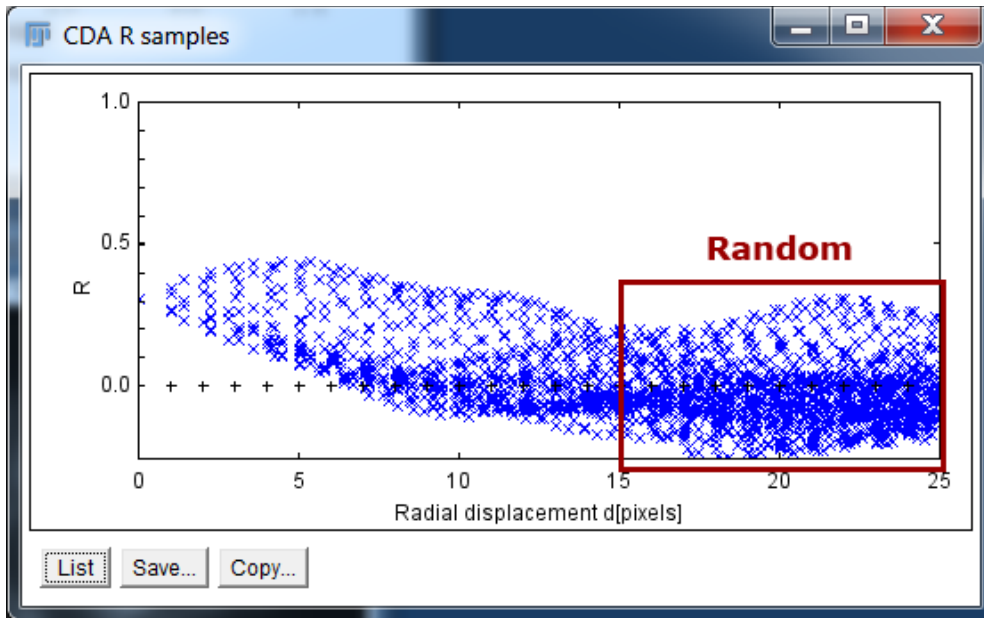 CDA R samples
1.0
0.5
0.0
R
Random
0 5 10 15 20 25
Radial displacement d[pixels]
List Save... Copy...